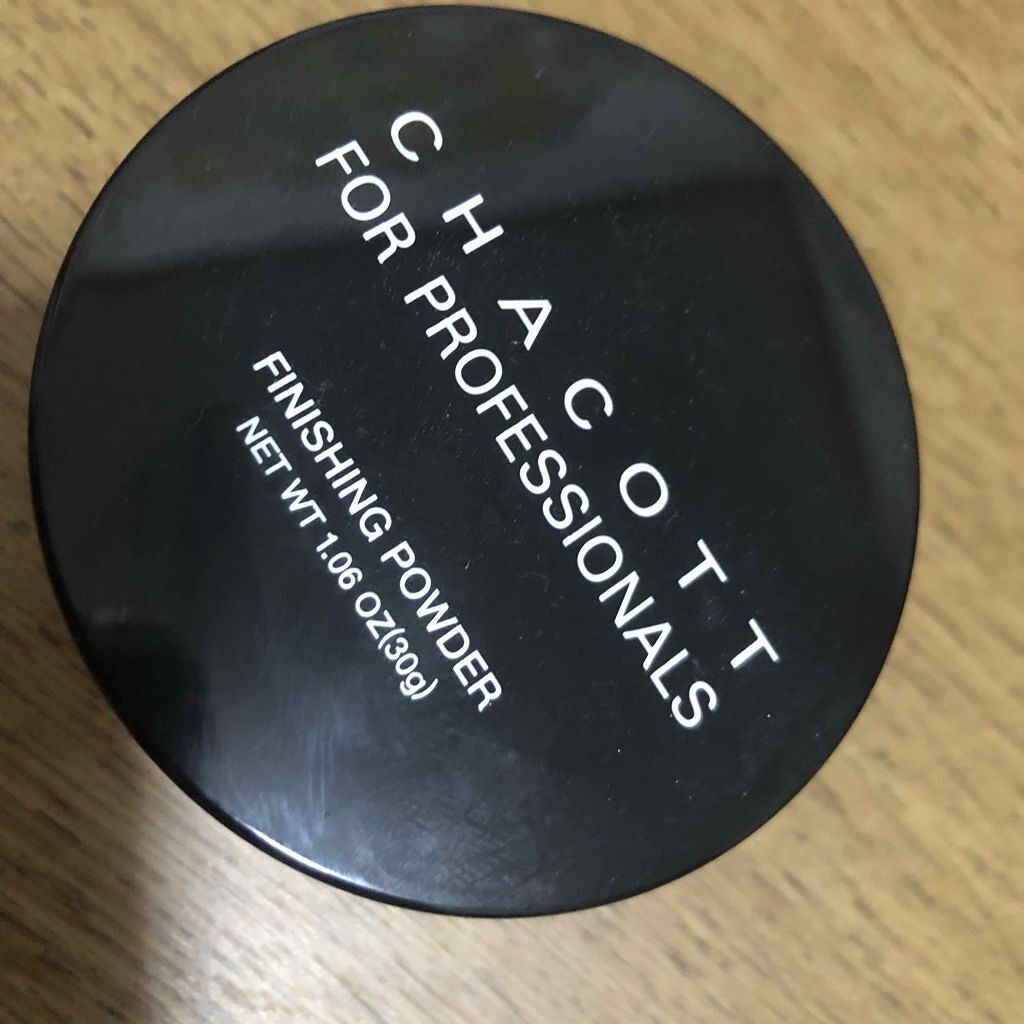 CHACOTT
FOR PROFESSIONALS
FINISHING POWDER
NET WT 1.06 OZ(30g)